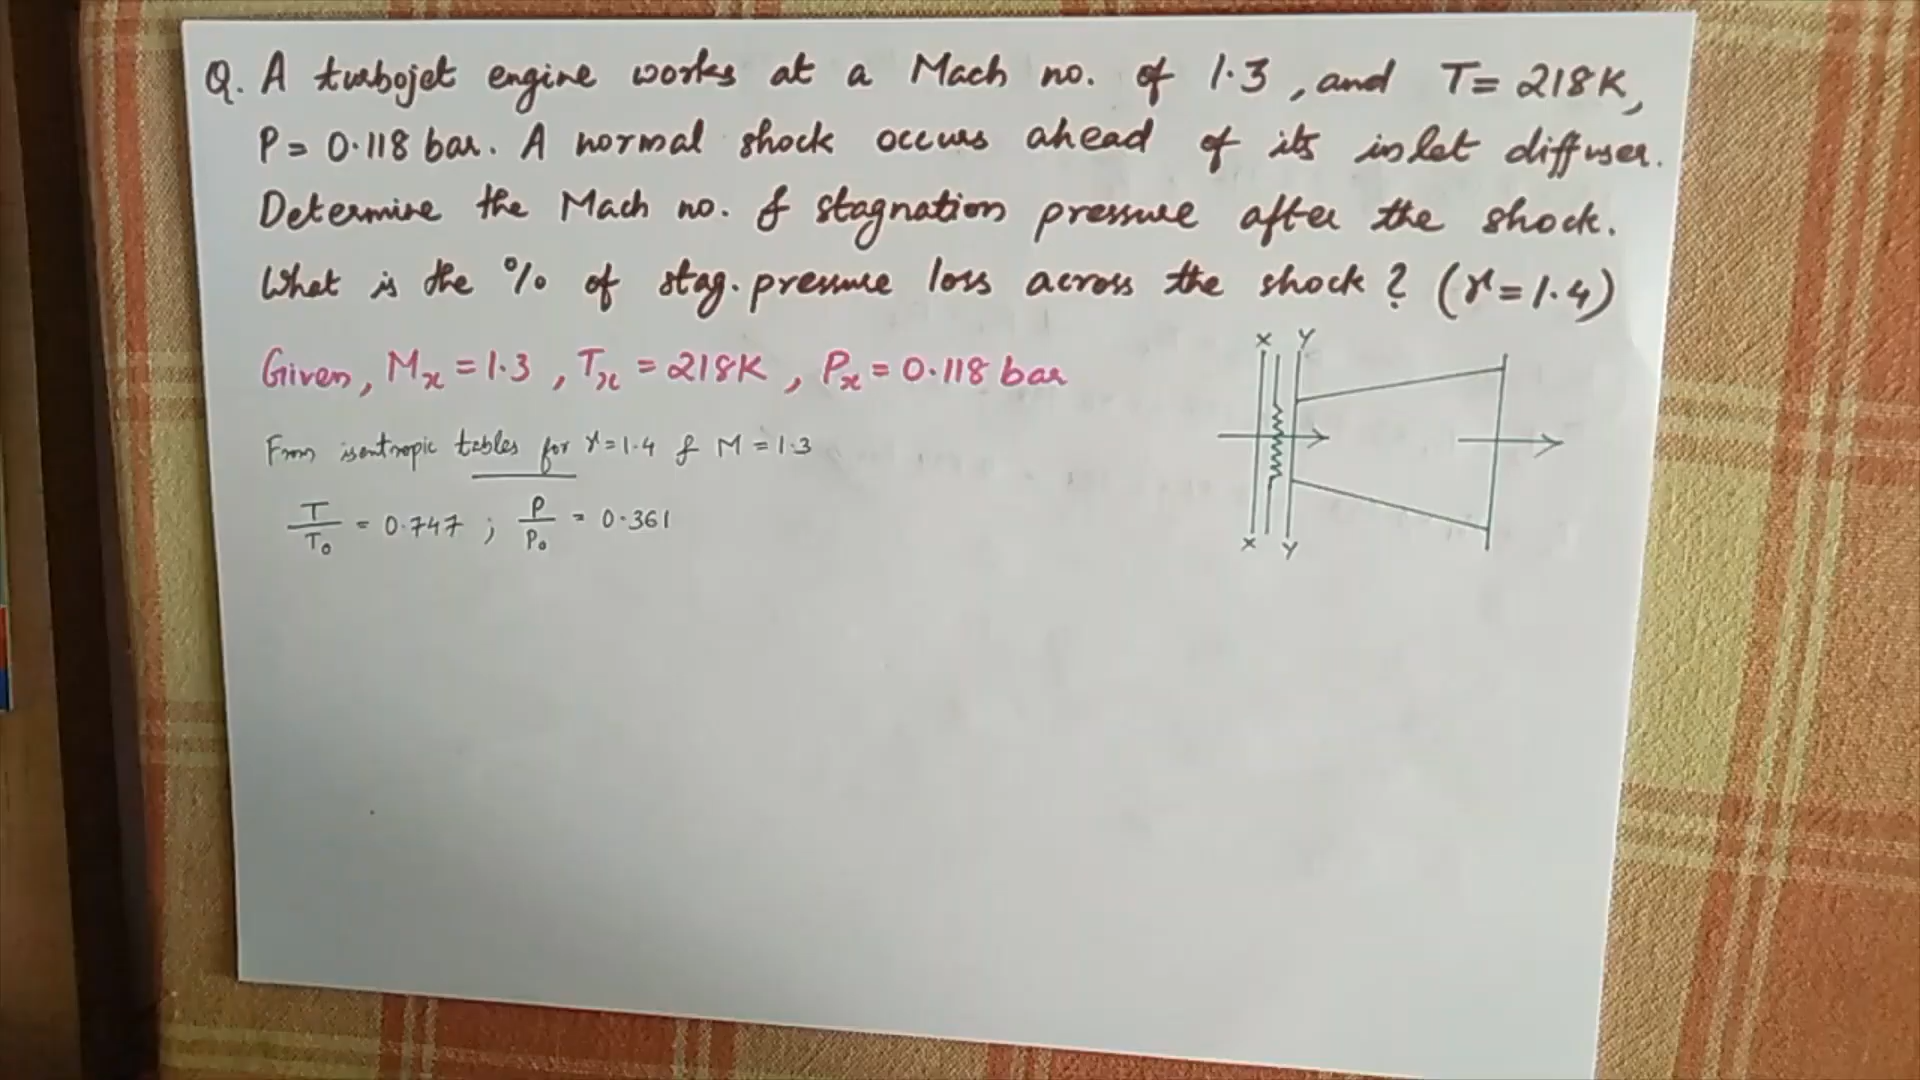 Q. A turbojet engine works at a Mach no. of 1.3, and T= 218K,
P= 0.118 bar. A normal shock occurs ahead of its inlet diffuser.
Determine the Mach no. & stagnation pressure after the shock.
What is the % of stag. pressure loss across the shock? (γ=1.4)
Given, Mx = 1.3, Tx = 218K, Px = 0.118 bar
From isentropic tables for γ=1.4 & M = 1.3
T/T₀ = 0.747 ; P/P₀ = 0.361
x y
x y